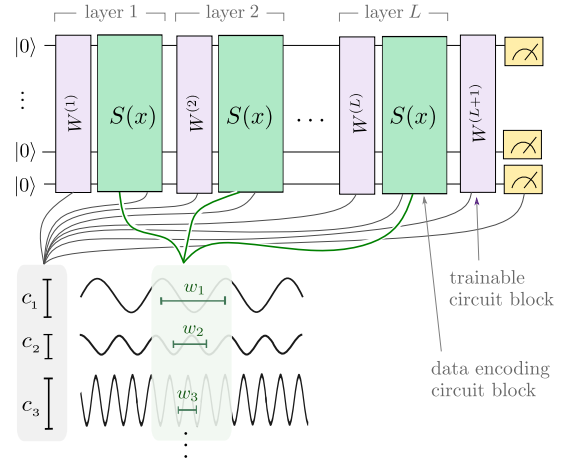 layer 1 layer 2 layer L
|0⟩
⋮
|0⟩
|0⟩
W^(1) S(x) W^(2) S(x) ... W^(L) S(x) W^(L+1)
trainable
circuit block
data encoding
circuit block
c₁ w₁
c₂ w₂
c₃ w₃
⋮